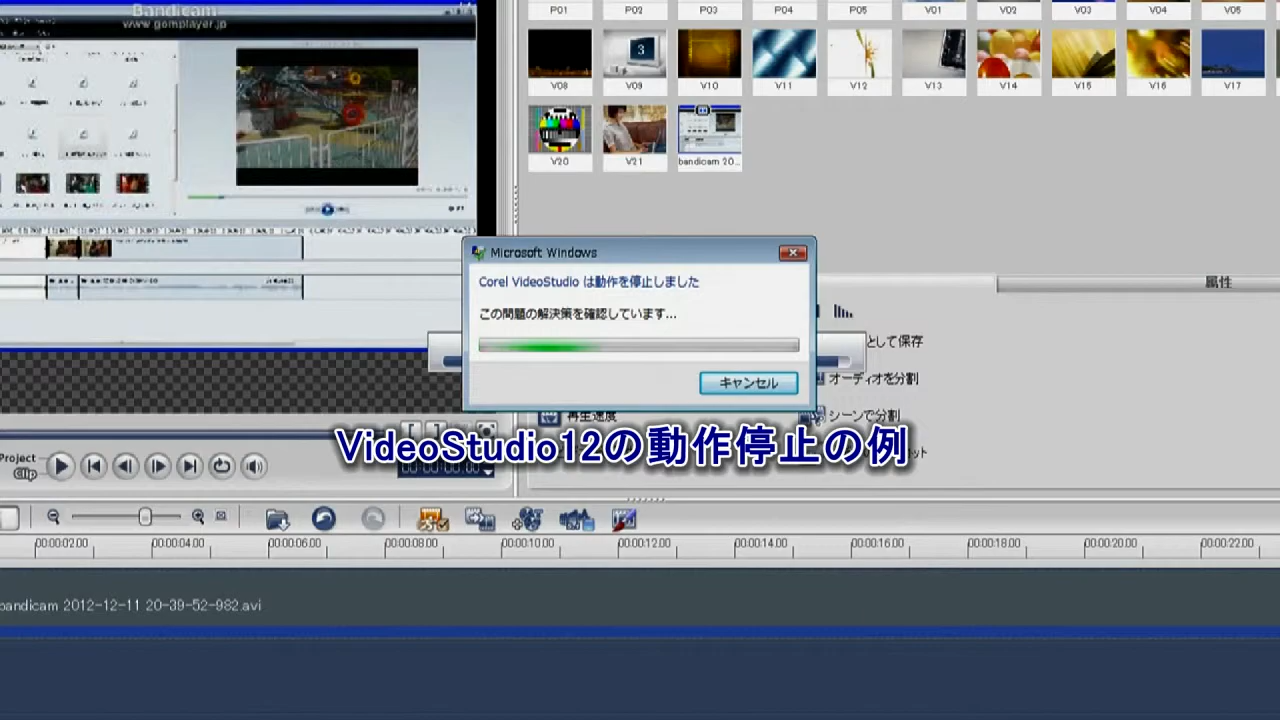 Bandicam
www.gomplayer.jp
P01 P02 P03 P04 P05 V01 V02 V03 V04 V05
V08 V09 V10 V11 V12 V13 V14 V15 V16 V17
V20 V21 bandicam 20...
Microsoft Windows
Corel VideoStudio は動作を停止しました
この問題の解決策を確認しています...
キャンセル
属性
として保存
オーディオを分割
再生速度
シーンで分割
VideoStudio12の動作停止の例
Project
Clip
00:00:02.00 00:00:04.00 00:00:06.00 00:00:08.00 00:00:10.00 00:00:12.00 00:00:14.00 00:00:16.00 00:00:18.00 00:00:20.00 00:00:22.00
bandicam 2012-12-11 20-39-52-982.avi